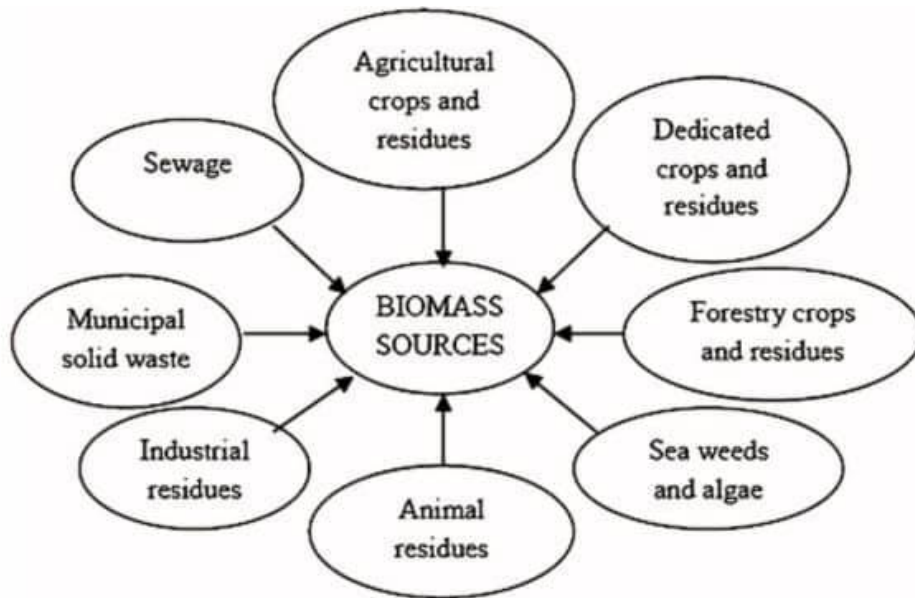 Agricultural
crops and
residues
Dedicated
crops and
residues
Sewage
BIOMASS
SOURCES
Municipal
solid waste
Forestry crops
and residues
Industrial
residues
Sea weeds
and algae
Animal
residues